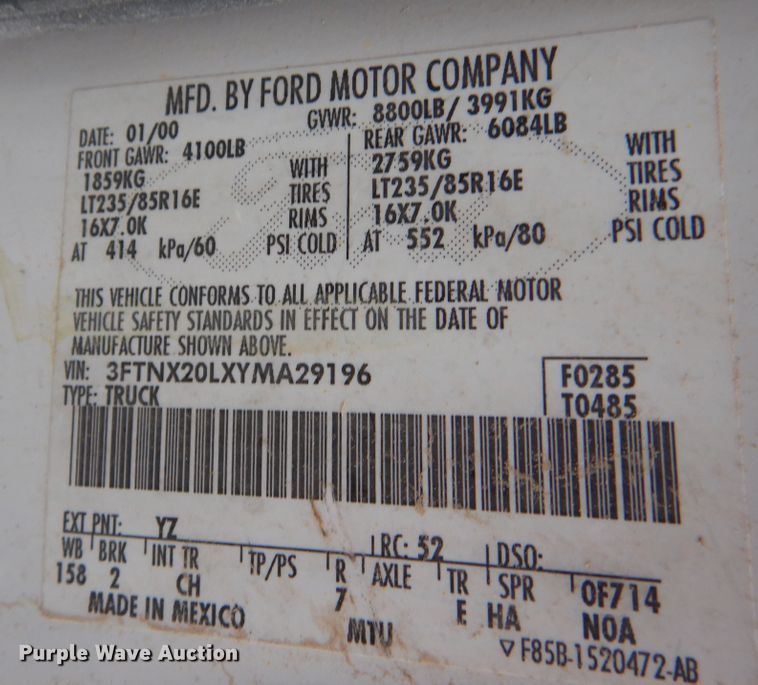 MFD. BY FORD MOTOR COMPANY
DATE: 01/00 GVWR: 8800LB/ 3991KG
FRONT GAWR: 4100LB REAR GAWR: 6084LB
1859KG WITH 2759KG WITH
LT235/85R16E TIRES LT235/85R16E TIRES
16X7.0K RIMS 16X7.0K RIMS
AT 414 kPa/60 PSI COLD AT 552 kPa/80 PSI COLD
THIS VEHICLE CONFORMS TO ALL APPLICABLE FEDERAL MOTOR
VEHICLE SAFETY STANDARDS IN EFFECT ON THE DATE OF
MANUFACTURE SHOWN ABOVE.
VIN: 3FTNX20LXYMA29196 F0285
TYPE: TRUCK T0485
EXT PNT: YZ RC: 52 DSO:
WB BRK INT TR TP/PS R AXLE TR SPR 0F714
158 2 CH 7 E HA N0A
MADE IN MEXICO MTU ▽ F85B-1520472-AB
Purple Wave Auction